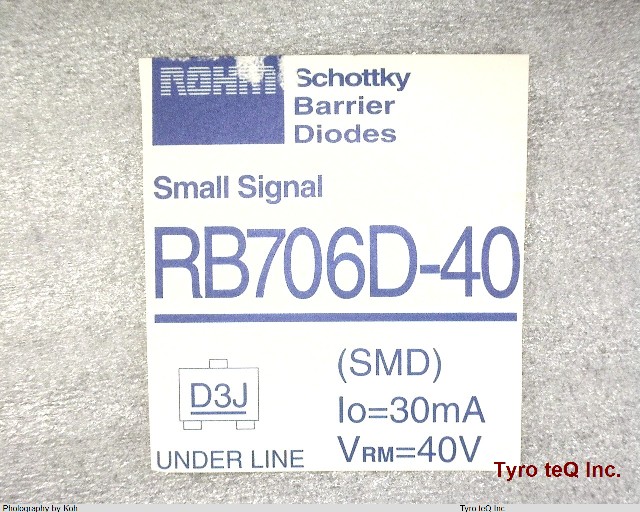 ROHM
Schottky
Barrier
Diodes
Small Signal
RB706D-40
D3J
UNDER LINE
(SMD)
Io=30mA
VRM=40V
Tyro teQ Inc.
Photography by Koh
Tyro teQ Inc